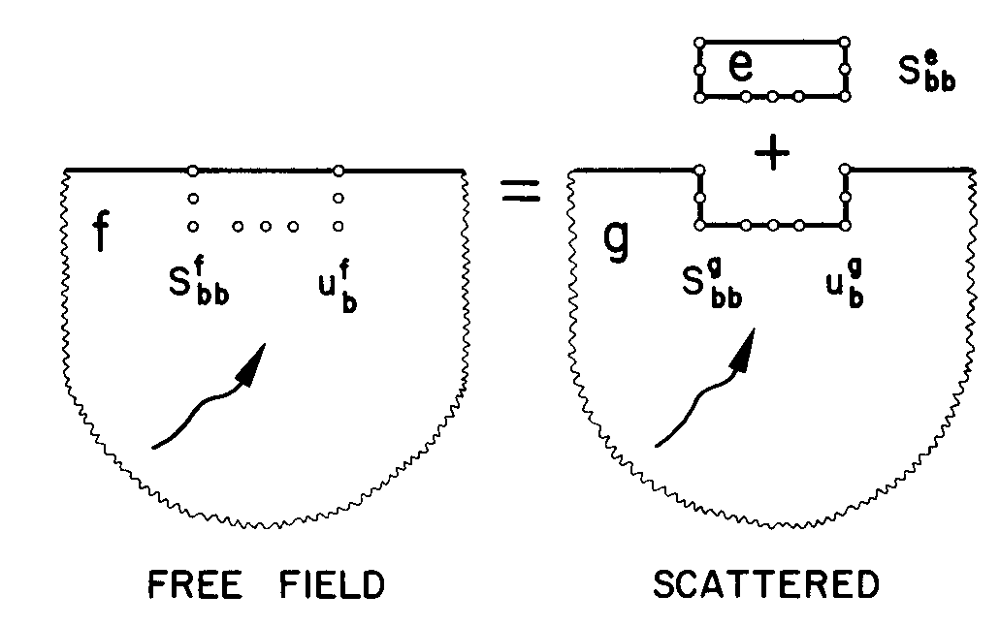 e S^e_bb
+
f = g
S^f_bb u^f_b S^g_bb u^g_b
FREE FIELD SCATTERED